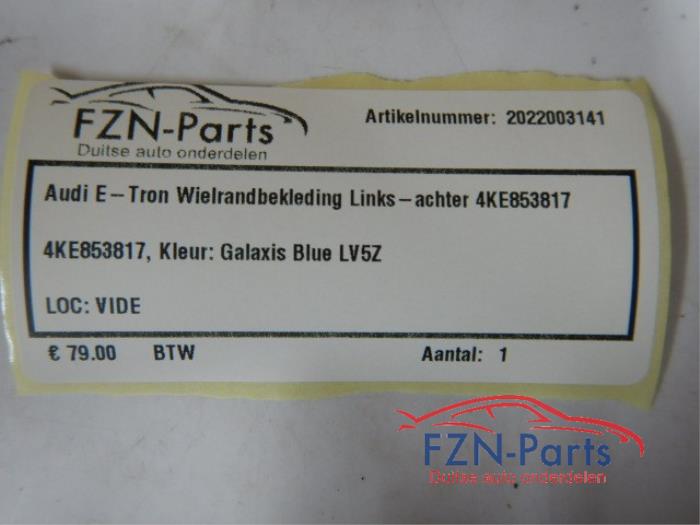 FZN-Parts
Duitse auto onderdelen
Artikelnummer: 2022003141
Audi E-Tron Wielrandbekleding Links-achter 4KE853817
4KE853817, Kleur: Galaxis Blue LV5Z
LOC: VIDE
€ 79.00 BTW Aantal: 1
FZN-Parts
Duitse auto onderdelen